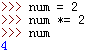 >>> num = 2
>>> num *= 2
>>> num
4